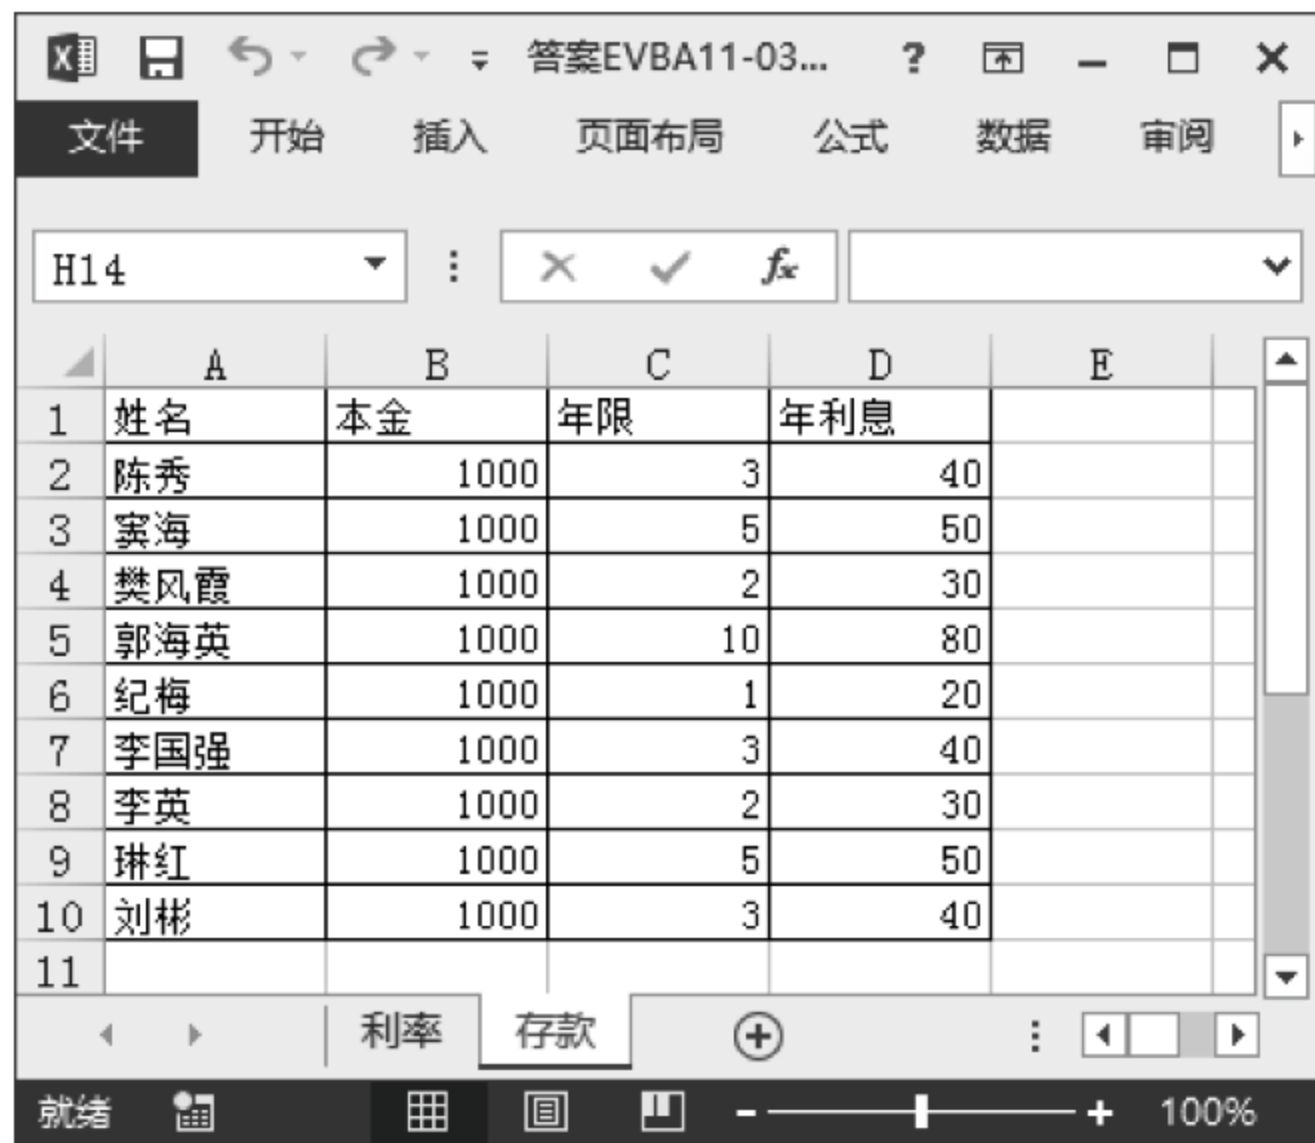 答案EVBA11-03... ?
文件 开始 插入 页面布局 公式 数据 审阅
H14 fx
A B C D E
1 姓名 本金 年限 年利息
2 陈秀 1000 3 40
3 窦海 1000 5 50
4 樊风霞 1000 2 30
5 郭海英 1000 10 80
6 纪梅 1000 1 20
7 李国强 1000 3 40
8 李英 1000 2 30
9 琳红 1000 5 50
10 刘彬 1000 3 40
11
利率 存款
就绪 100%